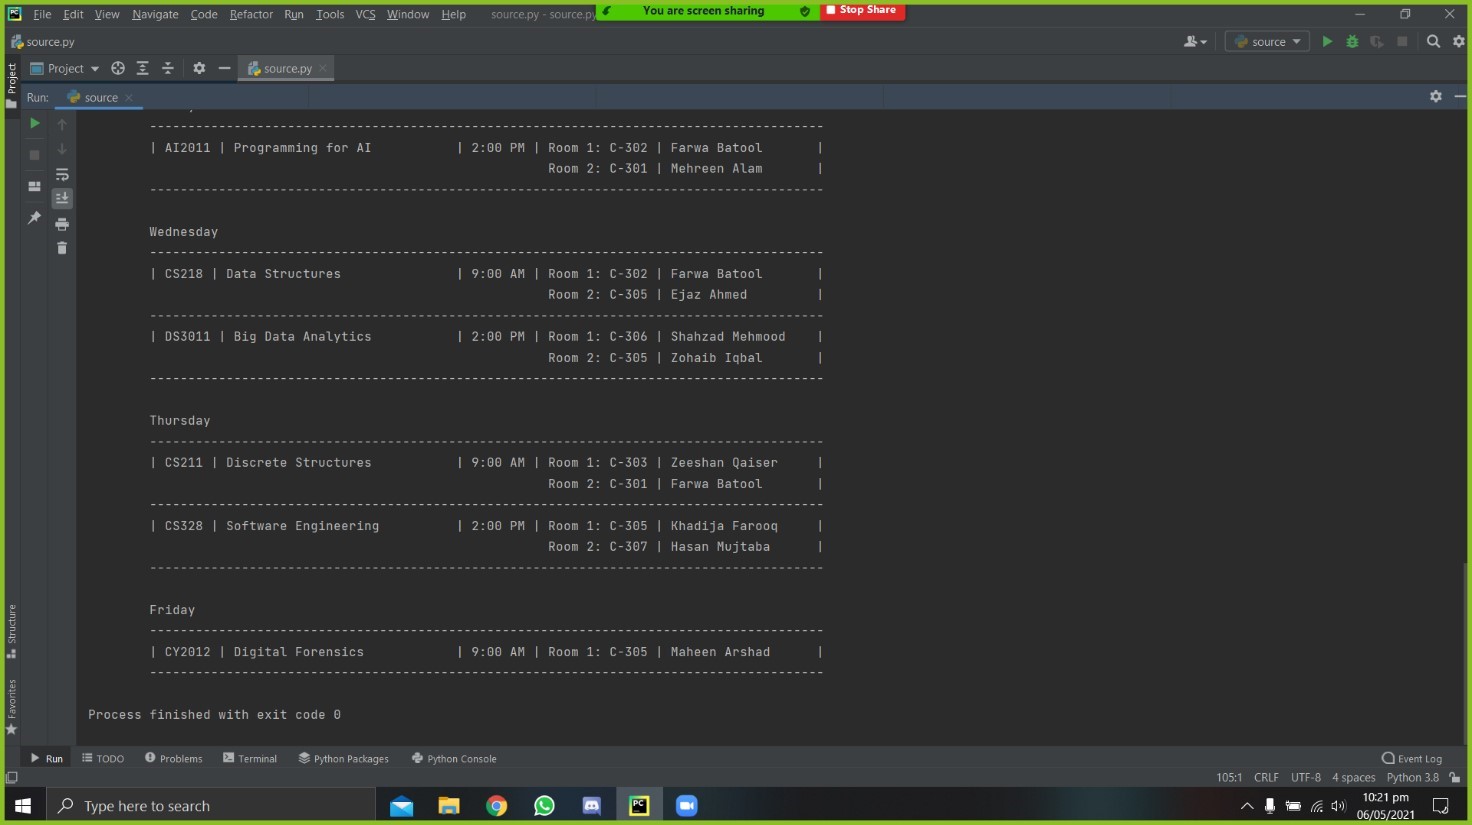 File Edit View Navigate Code Refactor Run Tools VCS Window Help source.py - source.py
You are screen sharing Stop Share
source.py
source
Project
source.py
Project
Run: source
--------------------------------------------------------------------------------
| AI2011 | Programming for AI | 2:00 PM | Room 1: C-302 | Farwa Batool |
Room 2: C-301 | Mehreen Alam |
--------------------------------------------------------------------------------
Wednesday
--------------------------------------------------------------------------------
| CS218 | Data Structures | 9:00 AM | Room 1: C-302 | Farwa Batool |
Room 2: C-305 | Ejaz Ahmed |
--------------------------------------------------------------------------------
| DS3011 | Big Data Analytics | 2:00 PM | Room 1: C-306 | Shahzad Mehmood |
Room 2: C-305 | Zohaib Iqbal |
--------------------------------------------------------------------------------
Thursday
--------------------------------------------------------------------------------
| CS211 | Discrete Structures | 9:00 AM | Room 1: C-303 | Zeeshan Qaiser |
Room 2: C-301 | Farwa Batool |
--------------------------------------------------------------------------------
| CS328 | Software Engineering | 2:00 PM | Room 1: C-305 | Khadija Farooq |
Room 2: C-307 | Hasan Mujtaba |
--------------------------------------------------------------------------------
Friday
--------------------------------------------------------------------------------
| CY2012 | Digital Forensics | 9:00 AM | Room 1: C-305 | Maheen Arshad |
--------------------------------------------------------------------------------
Process finished with exit code 0
Structure
Favorites
Run TODO Problems Terminal Python Packages Python Console Event Log
105:1 CRLF UTF-8 4 spaces Python 3.8
PC
Type here to search
10:21 pm
06/05/2021